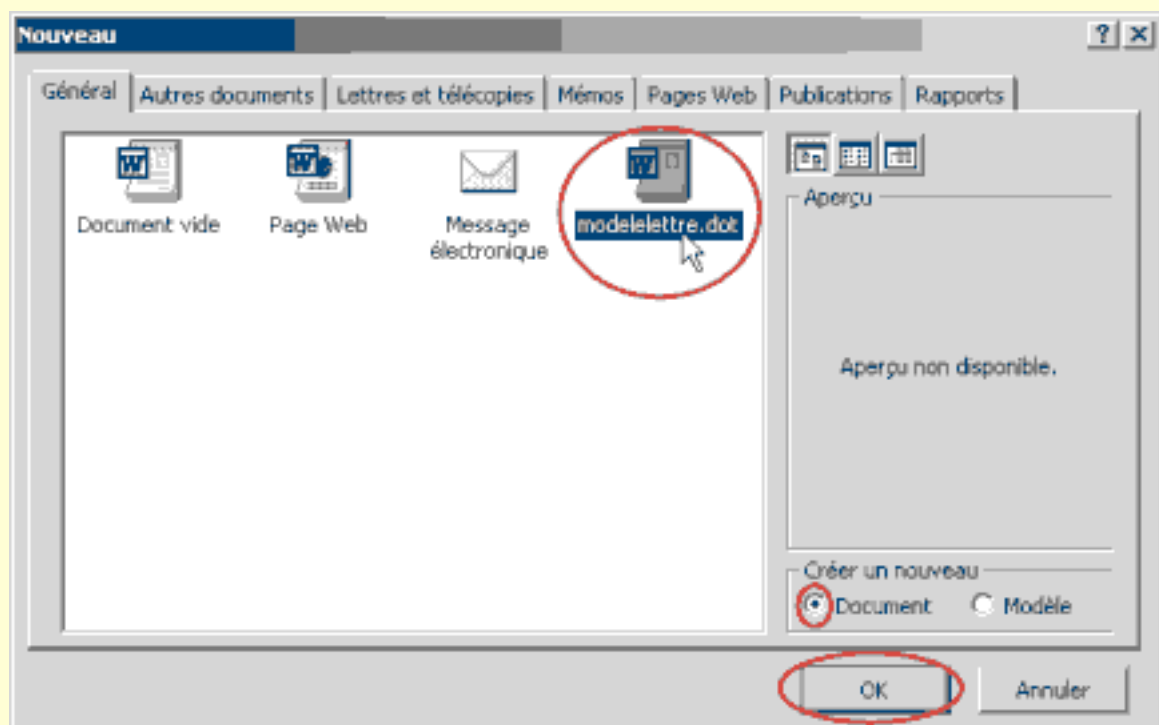 Nouveau
Général Autres documents Lettres et télécopies Mémos Pages Web Publications Rapports
Document vide
Page Web
Message
électronique
modelelettre.dot
Aperçu
Aperçu non disponible.
Créer un nouveau
Document Modèle
OK Annuler